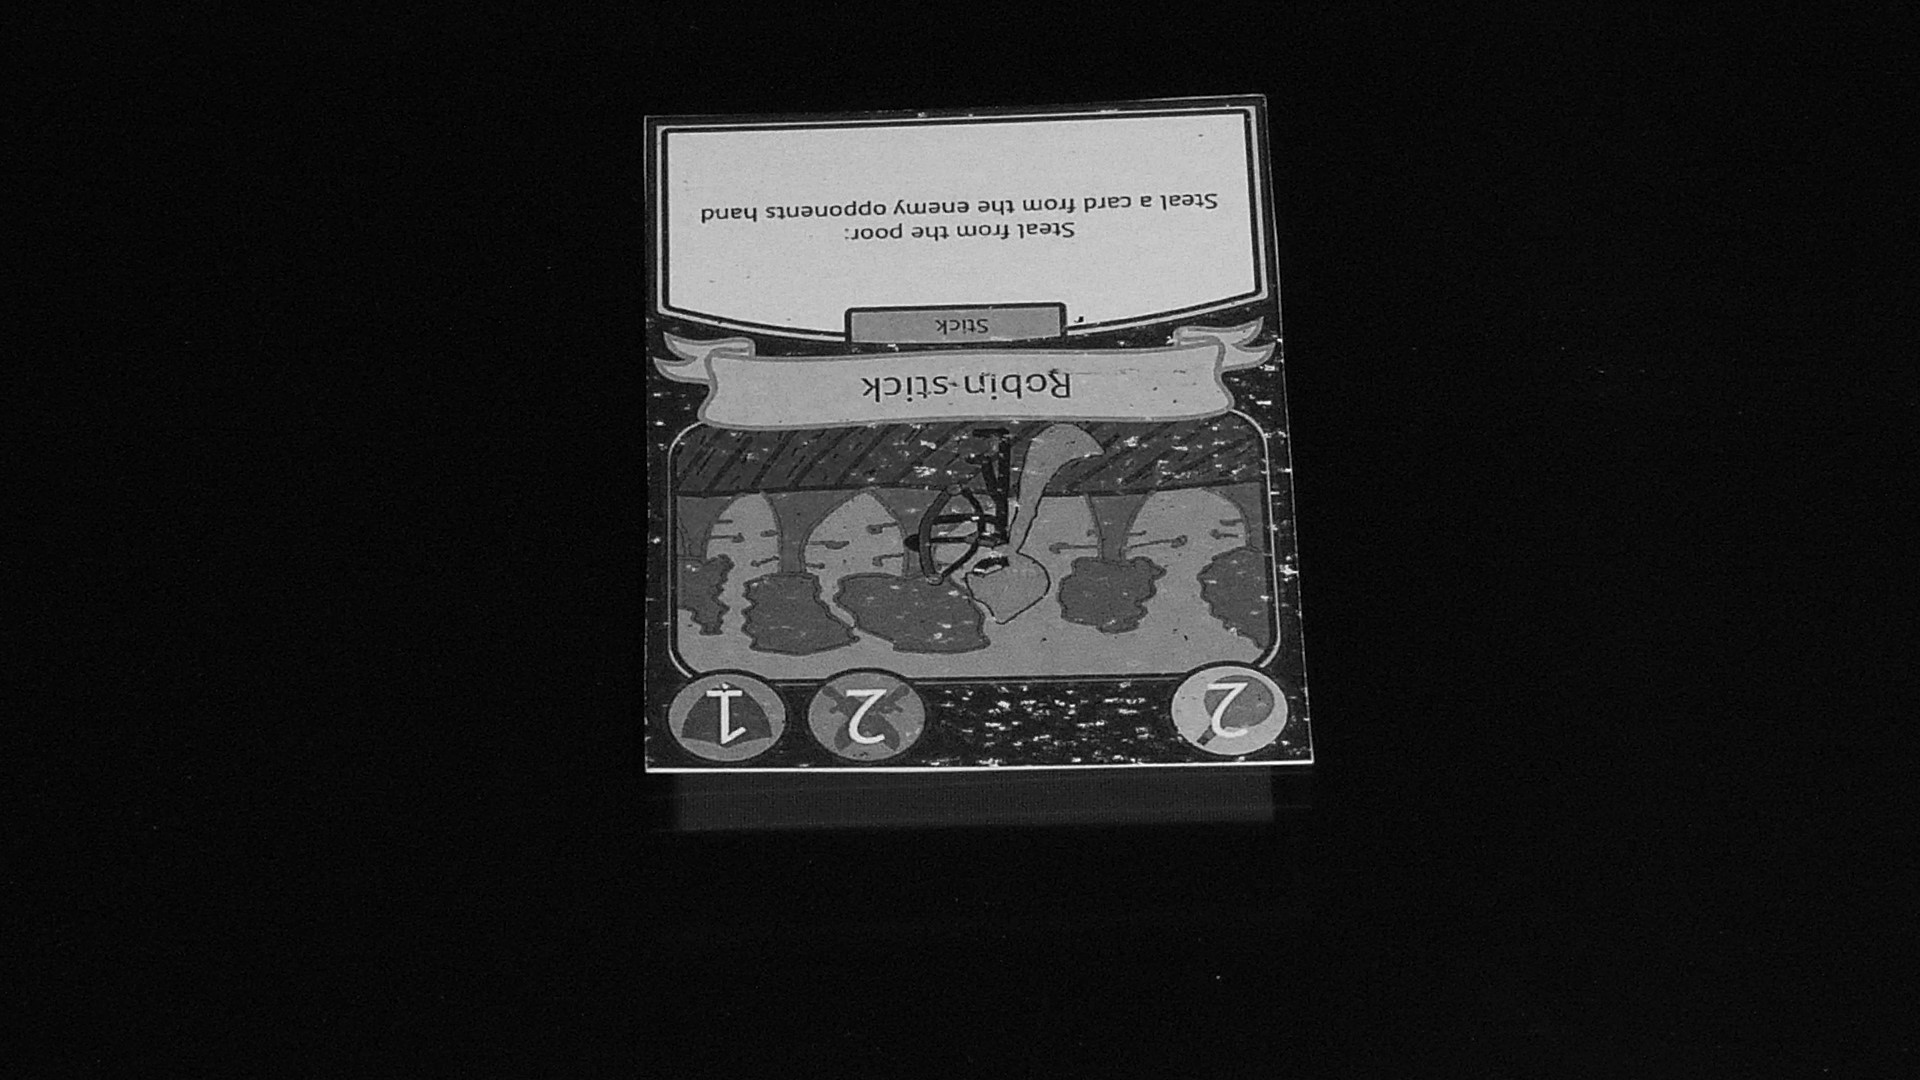 2 2 1
Robin-stick
Stick
Steal from the poor:
Steal a card from the enemy opponents hand